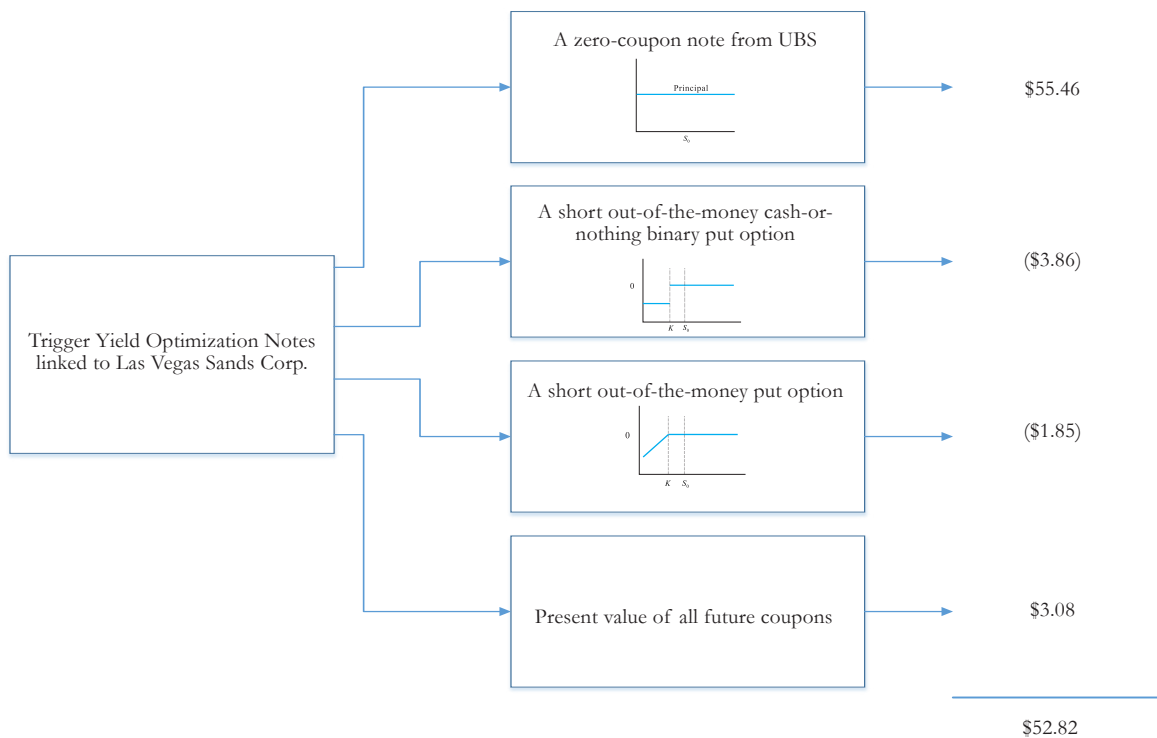 A zero-coupon note from UBS
Principal
S₀
$55.46
A short out-of-the-money cash-or-
nothing binary put option
0
K S₀
($3.86)
Trigger Yield Optimization Notes
linked to Las Vegas Sands Corp.
A short out-of-the-money put option
0
K S₀
($1.85)
Present value of all future coupons
$3.08
$52.82